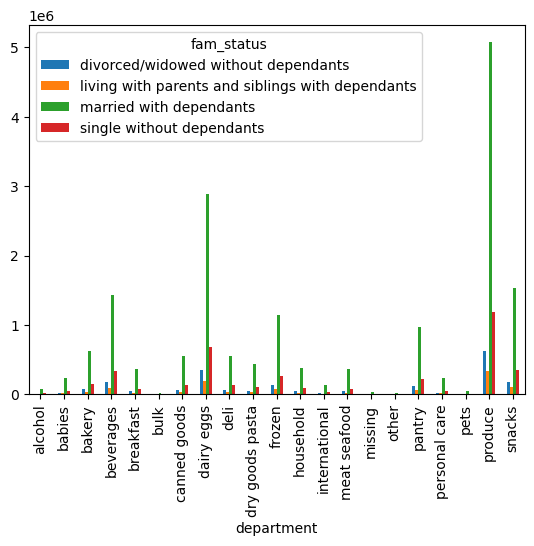 1e6
fam_status
divorced/widowed without dependants
living with parents and siblings with dependants
married with dependants
single without dependants
5
4
3
2
1
0
alcohol
babies
bakery
beverages
breakfast
bulk
canned goods
dairy eggs
deli
dry goods pasta
frozen
household
international
meat seafood
missing
other
pantry
personal care
pets
produce
snacks
department